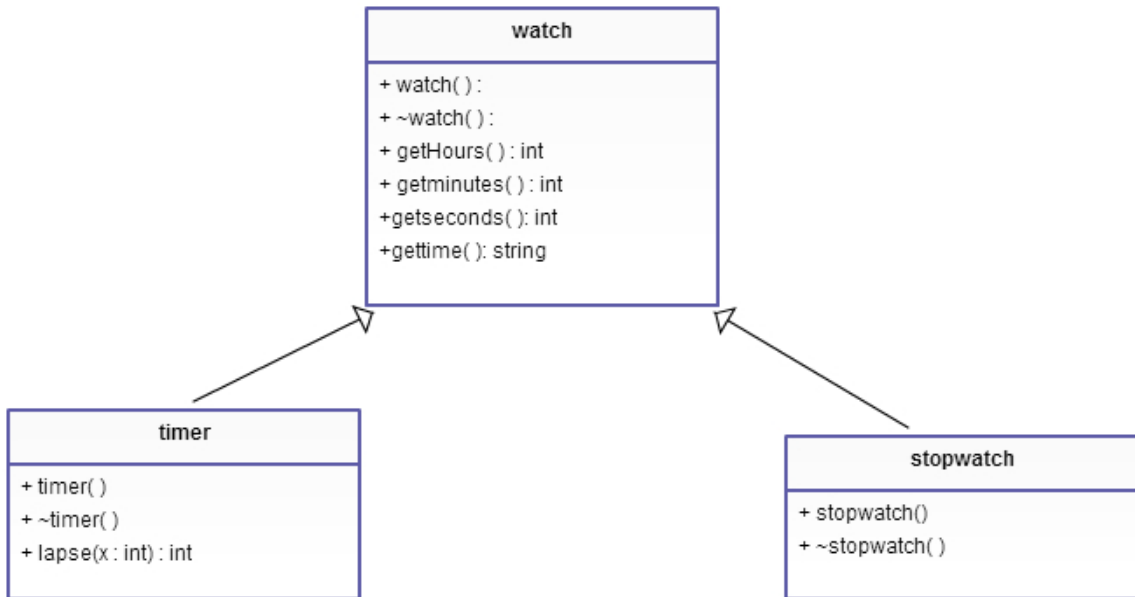 watch
+ watch( ) :
+ ~watch( ) :
+ getHours( ) : int
+ getminutes( ) : int
+getseconds( ): int
+gettime( ): string
timer
+ timer( )
+ ~timer( )
+ lapse(x : int) : int
stopwatch
+ stopwatch()
+ ~stopwatch( )